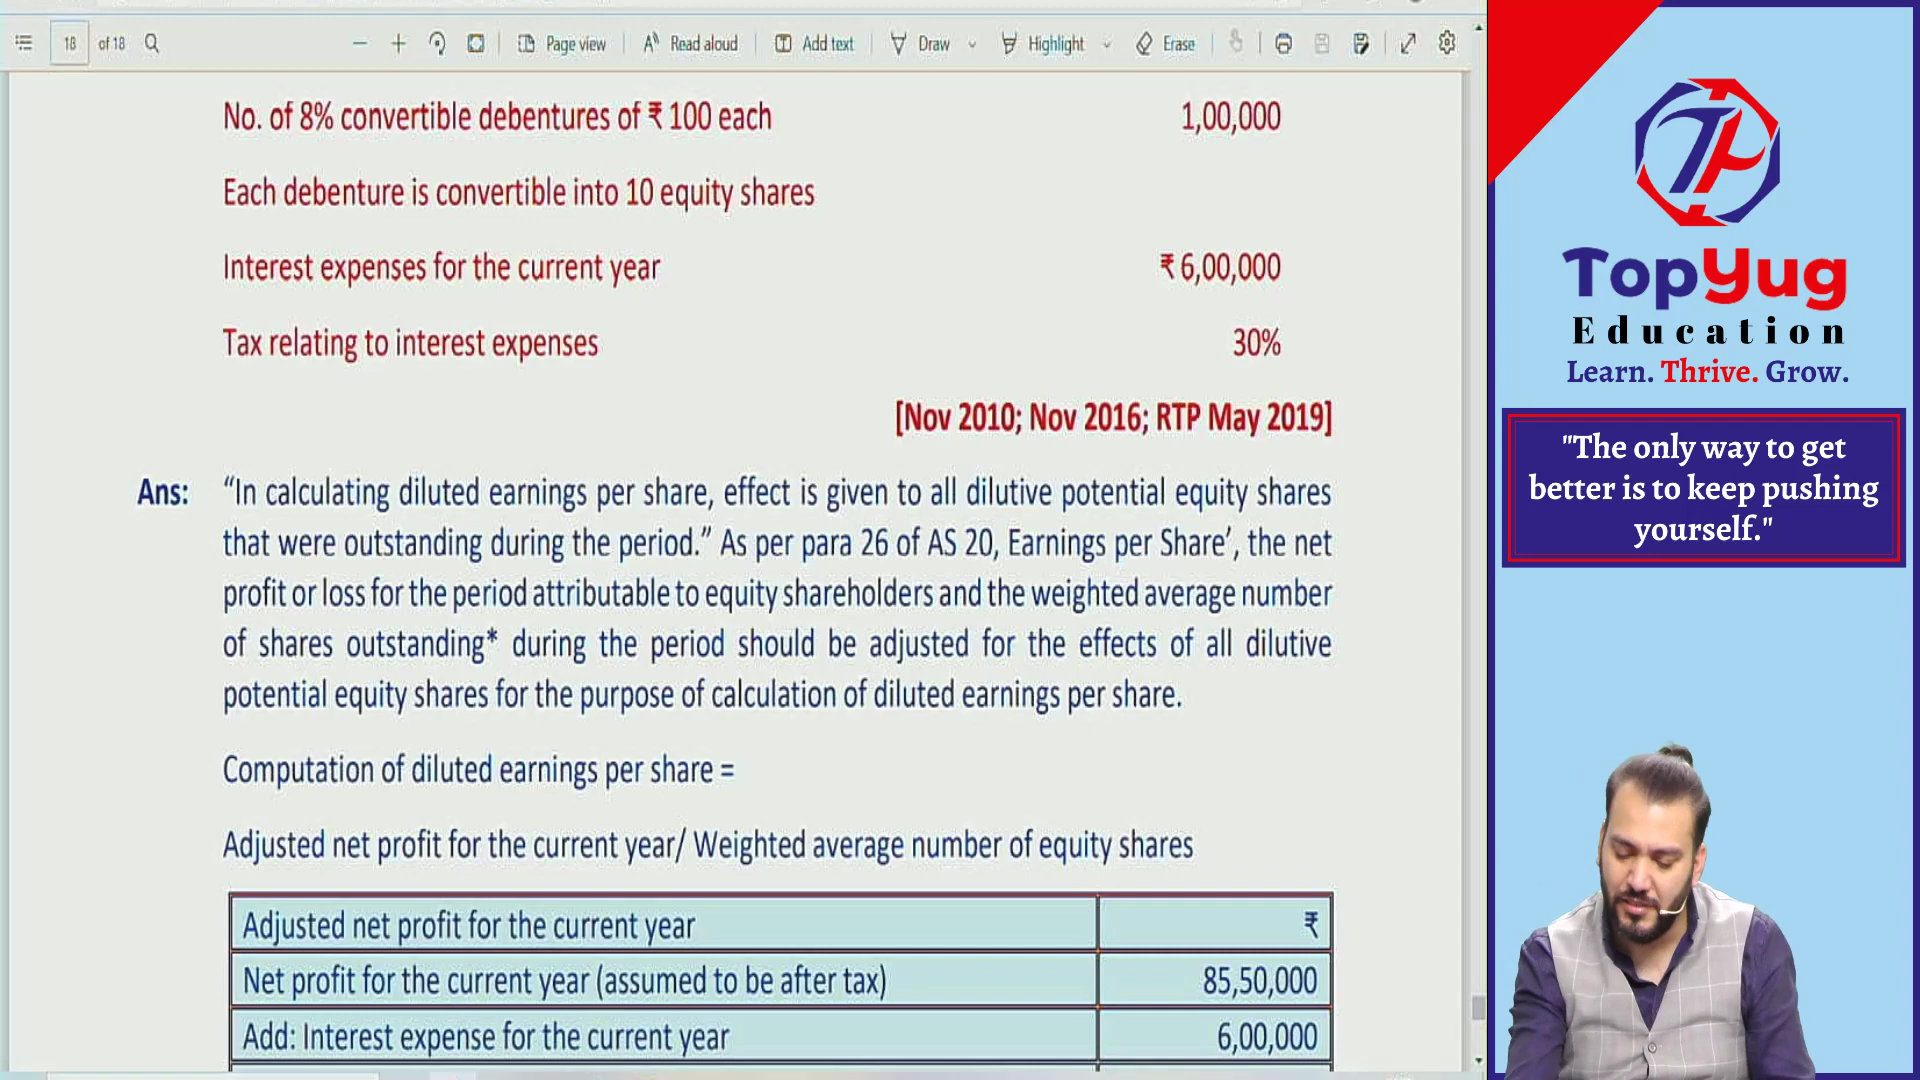 18 of 18 Page view Read aloud Add text Draw Highlight Erase
No. of 8% convertible debentures of ₹ 100 each 1,00,000
Each debenture is convertible into 10 equity shares
Interest expenses for the current year ₹ 6,00,000
Tax relating to interest expenses 30%
[Nov 2010; Nov 2016; RTP May 2019]
Ans: “In calculating diluted earnings per share, effect is given to all dilutive potential equity shares
that were outstanding during the period.” As per para 26 of AS 20, Earnings per Share’, the net
profit or loss for the period attributable to equity shareholders and the weighted average number
of shares outstanding* during the period should be adjusted for the effects of all dilutive
potential equity shares for the purpose of calculation of diluted earnings per share.
Computation of diluted earnings per share =
Adjusted net profit for the current year/ Weighted average number of equity shares
Adjusted net profit for the current year ₹
Net profit for the current year (assumed to be after tax) 85,50,000
Add: Interest expense for the current year 6,00,000
TopYug
Education
Learn. Thrive. Grow.
"The only way to get
better is to keep pushing
yourself."